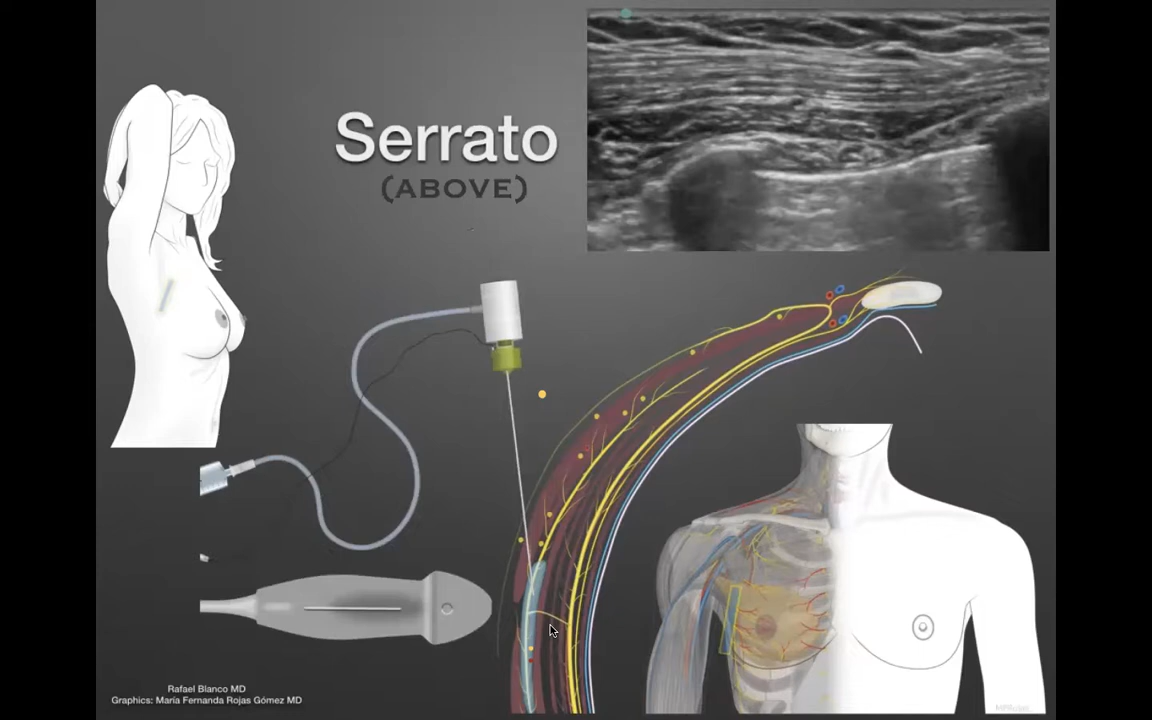 Serrato
(ABOVE)
Rafael Blanco MD
Graphics: María Fernanda Rojas Gómez MD